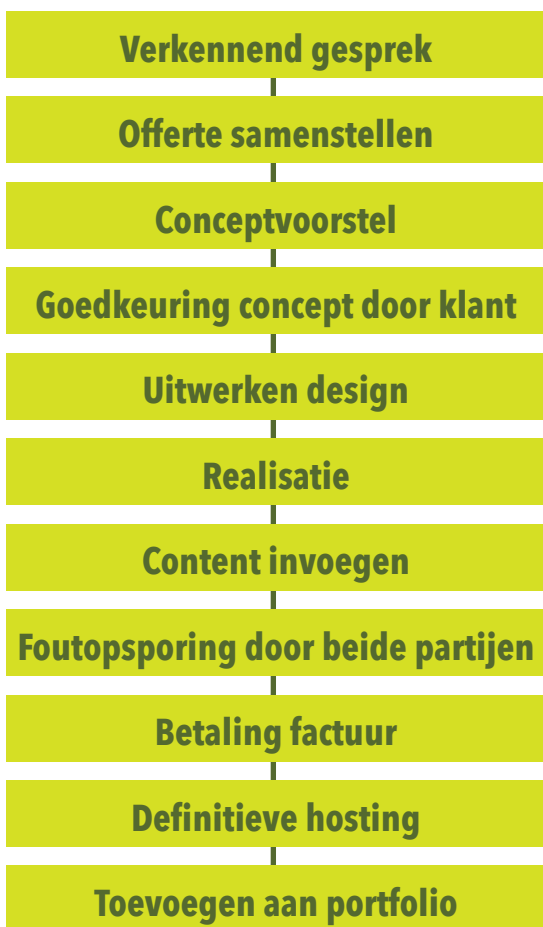 Verkennend gesprek
Offerte samenstellen
Conceptvoorstel
Goedkeuring concept door klant
Uitwerken design
Realisatie
Content invoegen
Foutopsporing door beide partijen
Betaling factuur
Definitieve hosting
Toevoegen aan portfolio